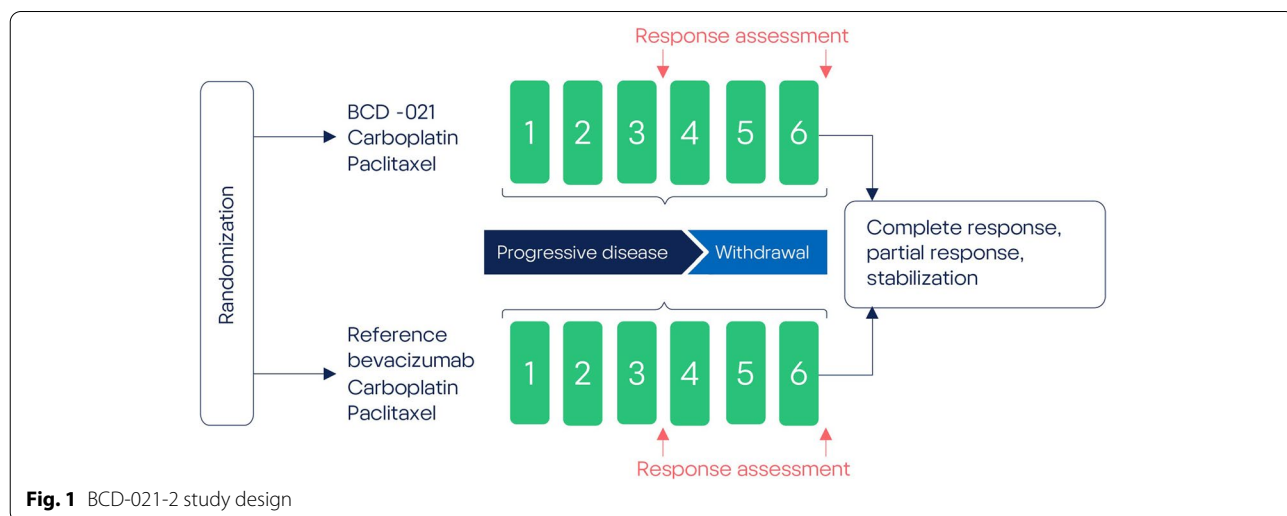 Response assessment
Randomization
BCD -021
Carboplatin
Paclitaxel
1 2 3 4 5 6
Progressive disease
Withdrawal
Complete response,
partial response,
stabilization
Reference
bevacizumab
Carboplatin
Paclitaxel
1 2 3 4 5 6
Response assessment
Fig. 1 BCD-021-2 study design